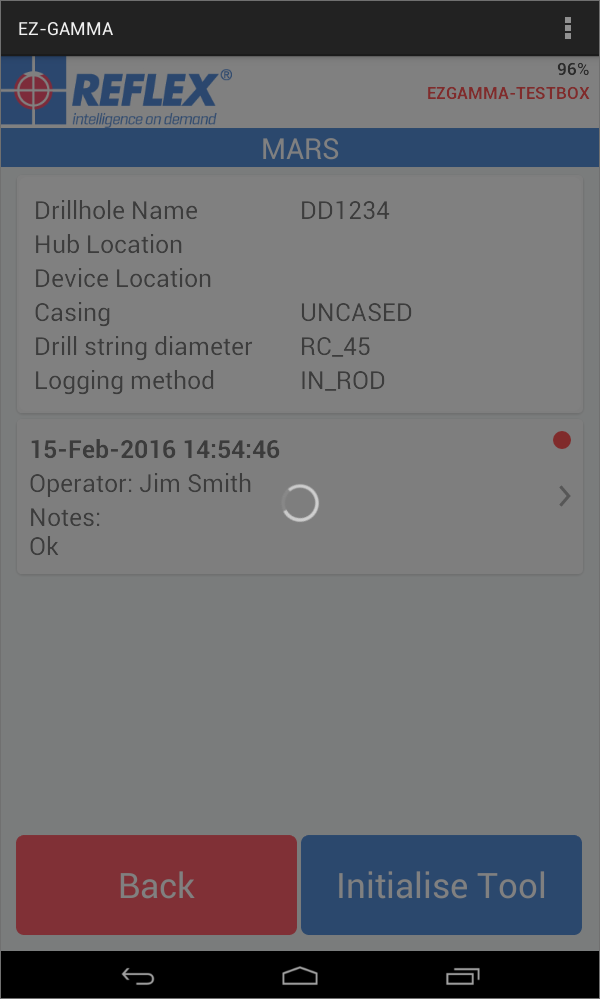 EZ-GAMMA
96%
REFLEX®
EZGAMMA-TESTBOX
intelligence on demand
MARS
Drillhole Name DD1234
Hub Location
Device Location
Casing UNCASED
Drill string diameter RC_45
Logging method IN_ROD
15-Feb-2016 14:54:46
Operator: Jim Smith
Notes:
Ok
Back Initialise Tool